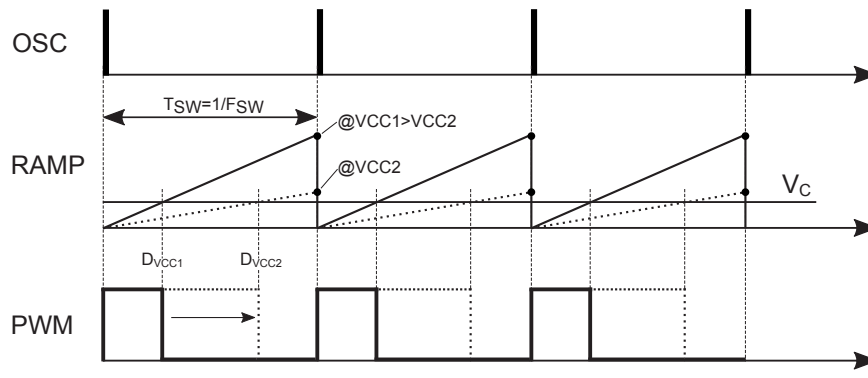 OSC
TSW=1/FSW
@VCC1>VCC2
RAMP
@VCC2
VC
DVCC1
DVCC2
PWM